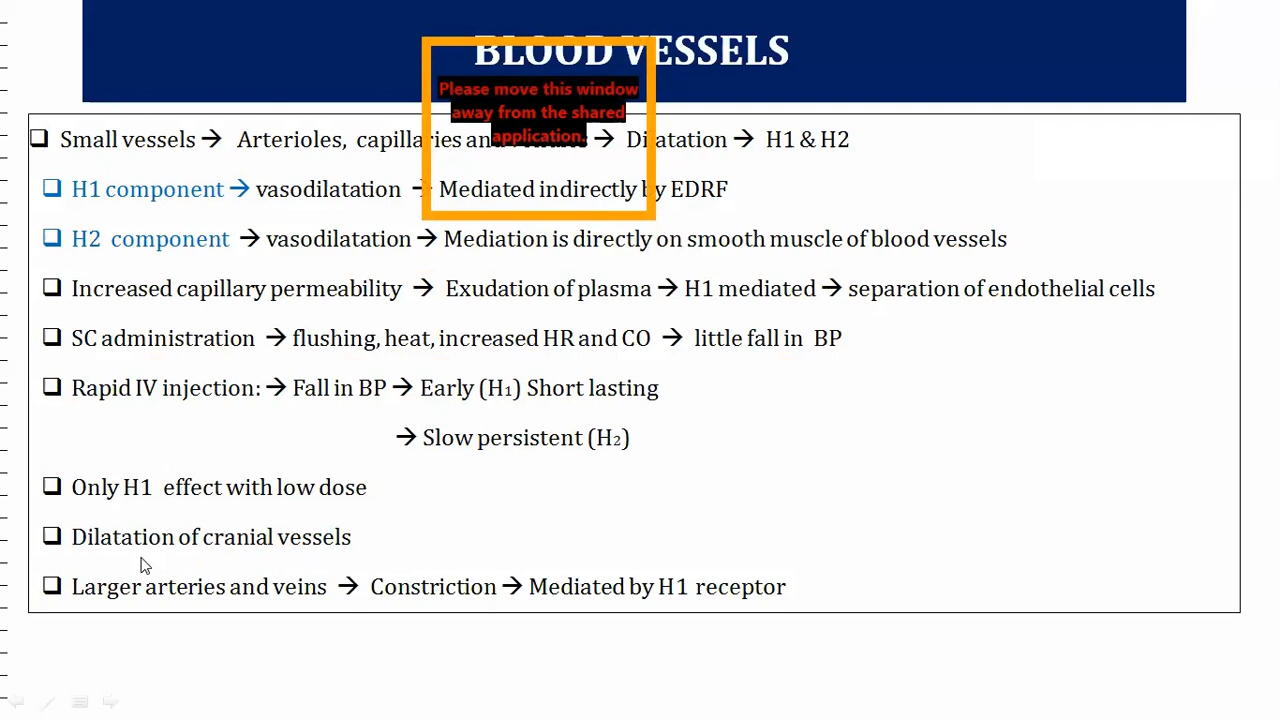 BLOOD VESSELS
Please move this window
away from the shared
application.
❑ Small vessels → Arterioles, capillaries and → Dilatation → H1 & H2
❑ H1 component → vasodilatation → Mediated indirectly by EDRF
❑ H2 component → vasodilatation → Mediation is directly on smooth muscle of blood vessels
❑ Increased capillary permeability → Exudation of plasma → H1 mediated → separation of endothelial cells
❑ SC administration → flushing, heat, increased HR and CO → little fall in BP
❑ Rapid IV injection: → Fall in BP → Early (H1) Short lasting
→ Slow persistent (H2)
❑ Only H1 effect with low dose
❑ Dilatation of cranial vessels
❑ Larger arteries and veins → Constriction → Mediated by H1 receptor